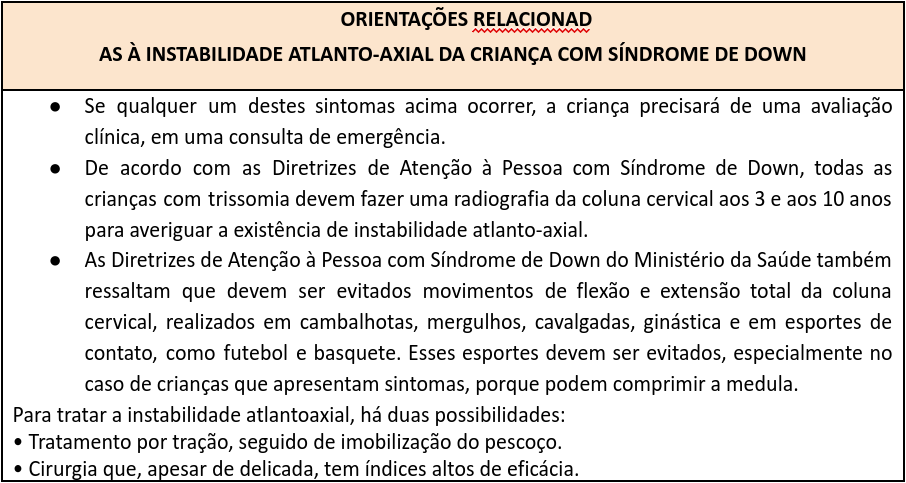 ORIENTAÇÕES RELACIONAD
AS À INSTABILIDADE ATLANTO-AXIAL DA CRIANÇA COM SÍNDROME DE DOWN
● Se qualquer um destes sintomas acima ocorrer, a criança precisará de uma avaliação
clínica, em uma consulta de emergência.
● De acordo com as Diretrizes de Atenção à Pessoa com Síndrome de Down, todas as
crianças com trissomia devem fazer uma radiografia da coluna cervical aos 3 e aos 10 anos
para averiguar a existência de instabilidade atlanto-axial.
● As Diretrizes de Atenção à Pessoa com Síndrome de Down do Ministério da Saúde também
ressaltam que devem ser evitados movimentos de flexão e extensão total da coluna
cervical, realizados em cambalhotas, mergulhos, cavalgadas, ginástica e em esportes de
contato, como futebol e basquete. Esses esportes devem ser evitados, especialmente no
caso de crianças que apresentam sintomas, porque podem comprimir a medula.
Para tratar a instabilidade atlantoaxial, há duas possibilidades:
• Tratamento por tração, seguido de imobilização do pescoço.
• Cirurgia que, apesar de delicada, tem índices altos de eficácia.